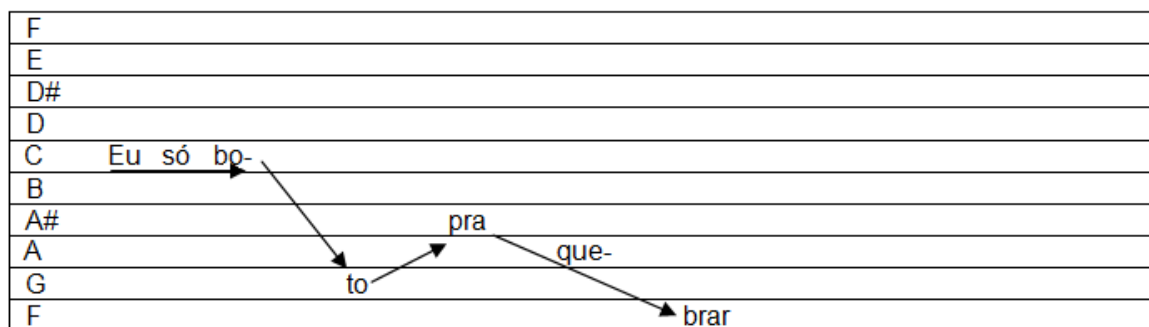 F
E
D#
D
C Eu só bo-
B
A# pra
A que-
G to
F brar